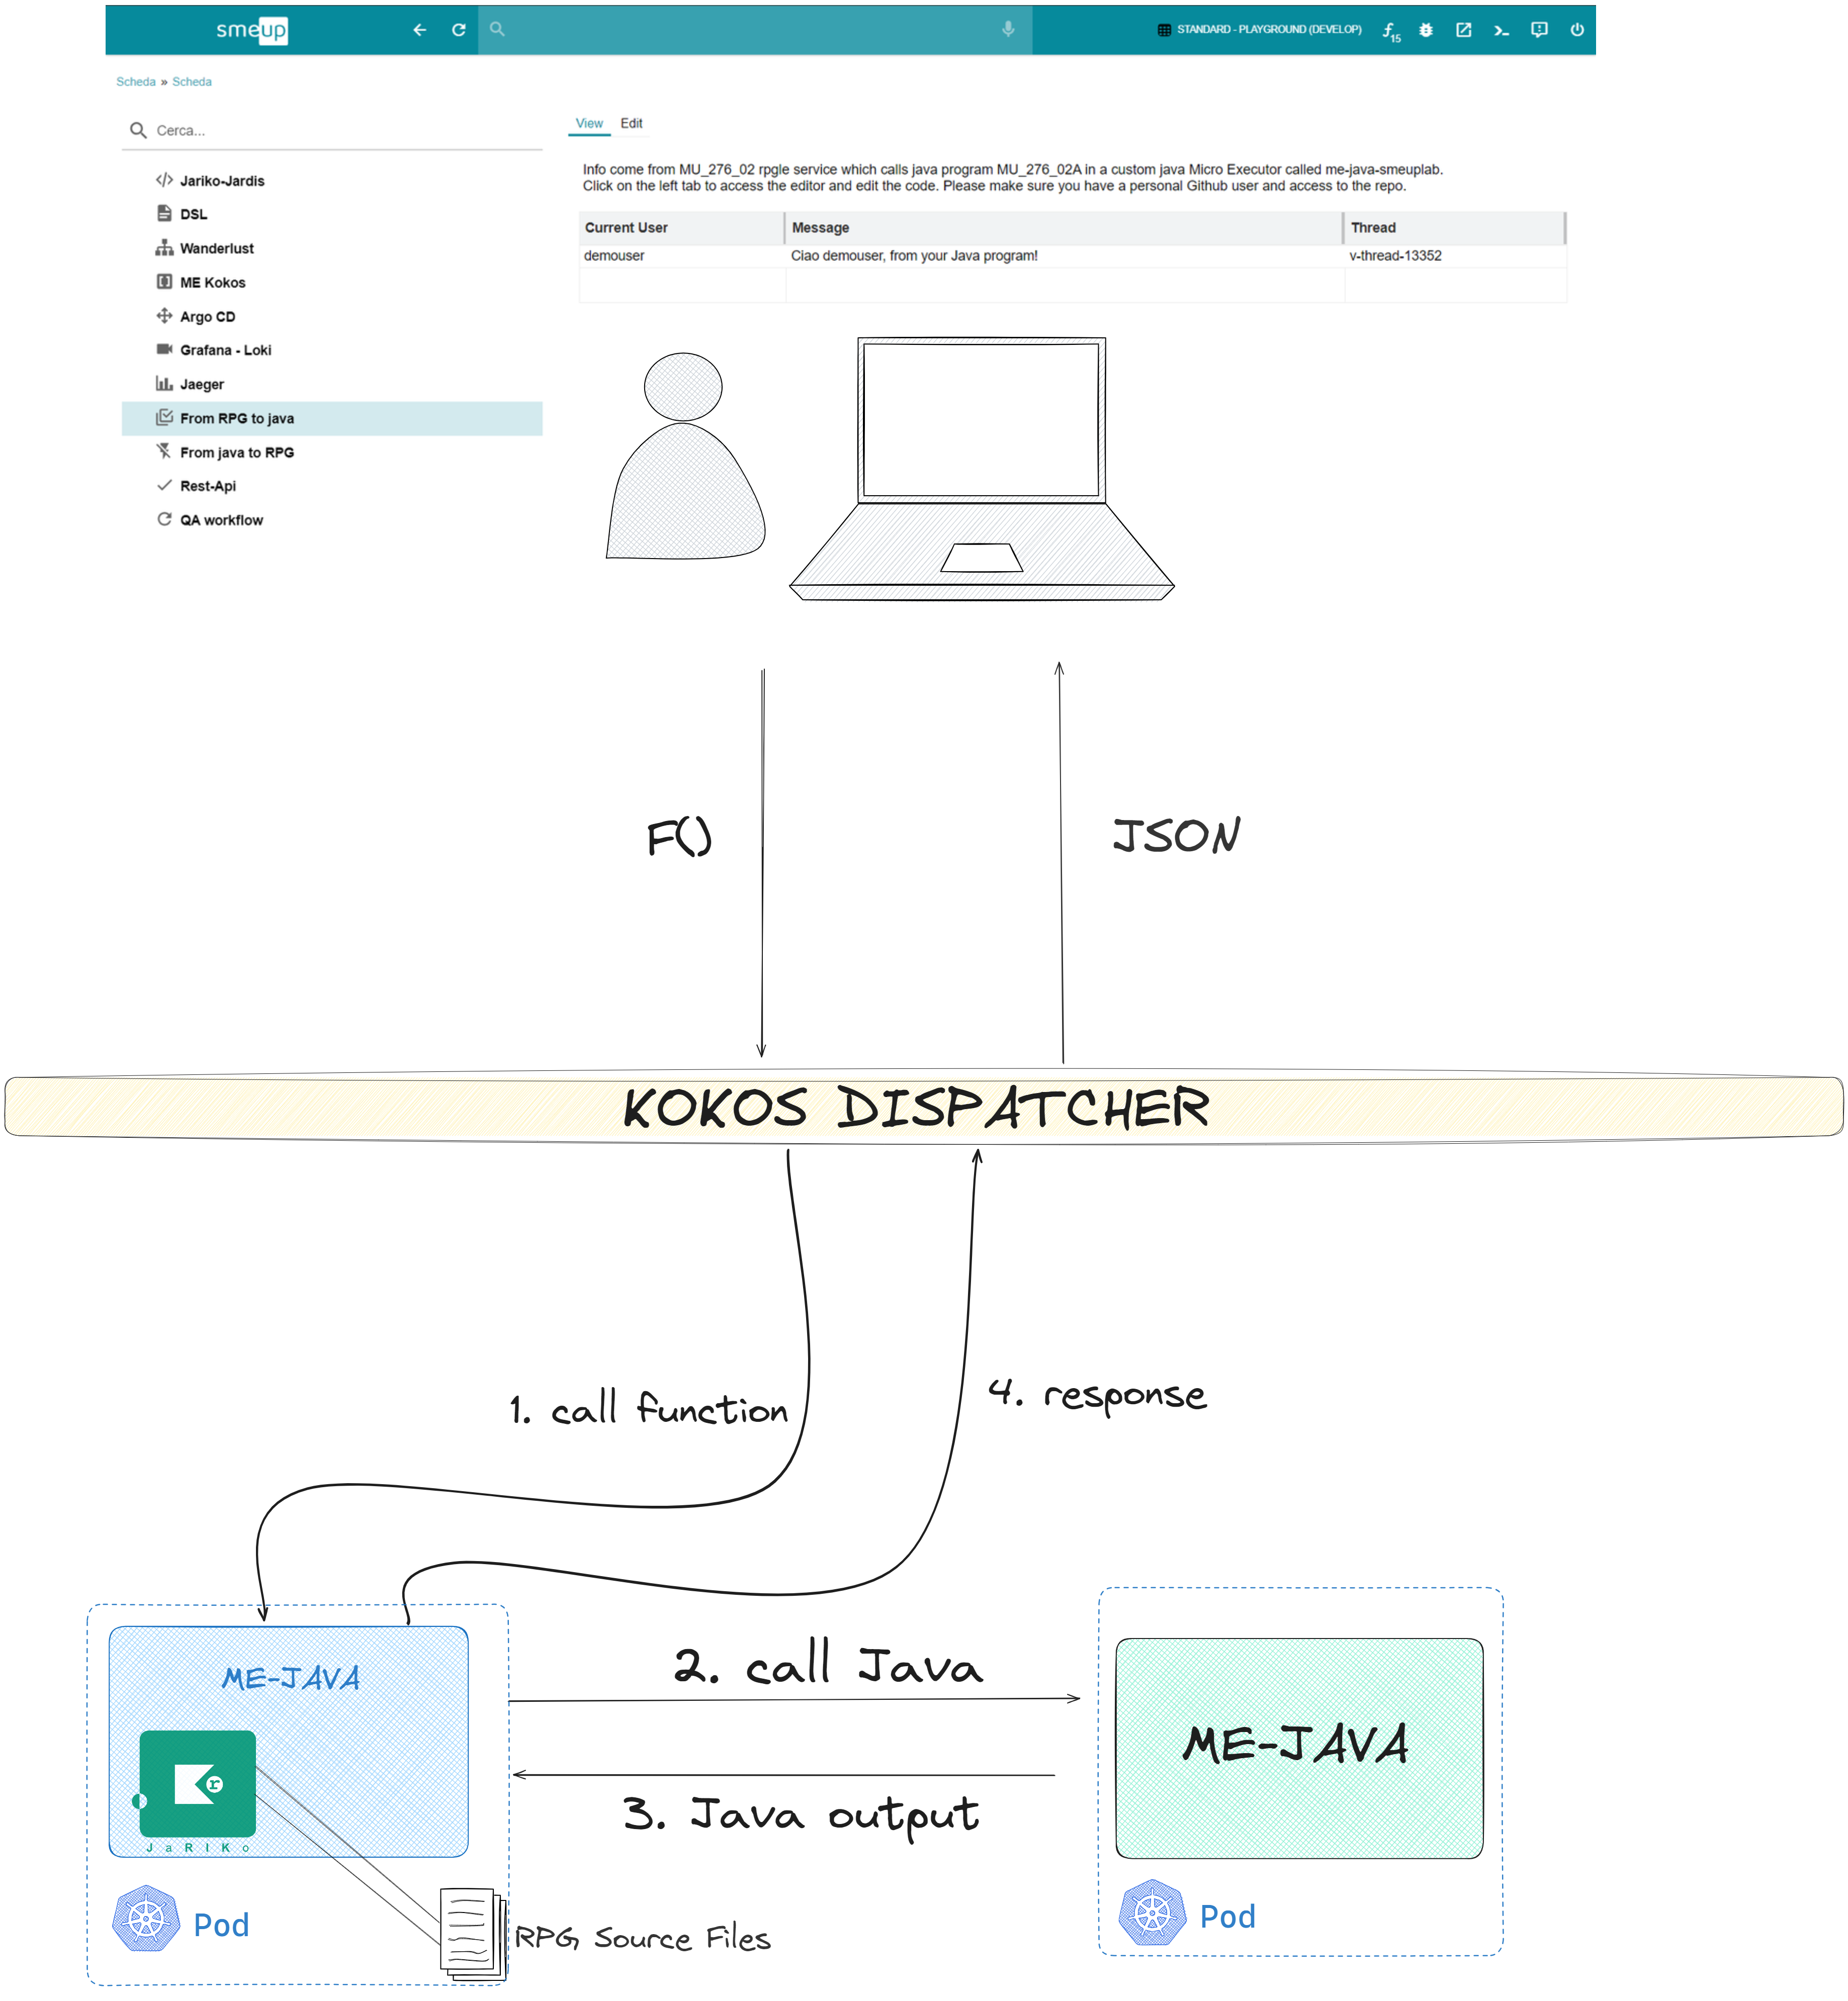 smeup
STANDARD - PLAYGROUND (DEVELOP)
f15
Scheda » Scheda
Cerca...
Jariko-Jardis
DSL
Wanderlust
ME Kokos
Argo CD
Grafana - Loki
Jaeger
From RPG to java
From java to RPG
Rest-Api
QA workflow
View Edit
Info come from MU_276_02 rpgle service which calls java program MU_276_02A in a custom java Micro Executor called me-java-smeuplab.
Click on the left tab to access the editor and edit the code. Please make sure you have a personal Github user and access to the repo.
Current User Message Thread
demouser Ciao demouser, from your Java program! v-thread-13352
F()
JSON
KOKOS DISPATCHER
1. call function
4. response
ME-JAVA
r
JaRIKo
Pod
RPG Source Files
2. call Java
3. Java output
ME-JAVA
Pod